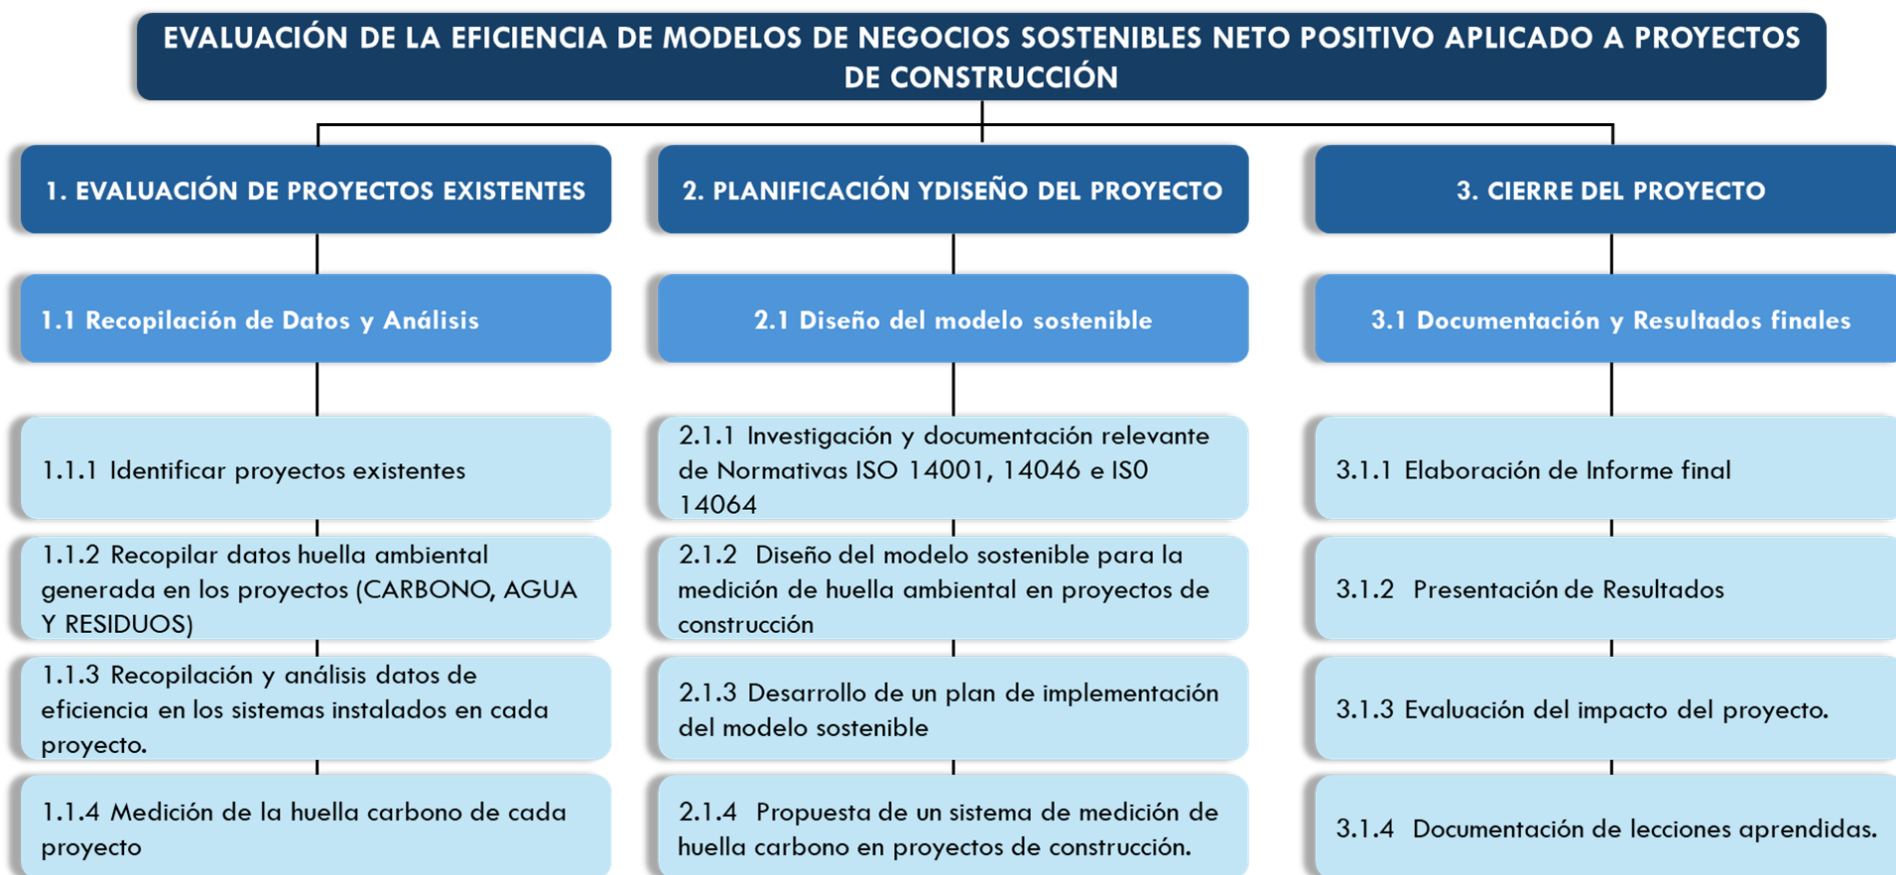 EVALUACIÓN DE LA EFICIENCIA DE MODELOS DE NEGOCIOS SOSTENIBLES NETO POSITIVO APLICADO A PROYECTOS
DE CONSTRUCCIÓN
1. EVALUACIÓN DE PROYECTOS EXISTENTES
1.1 Recopilación de Datos y Análisis
1.1.1 Identificar proyectos existentes
1.1.2 Recopilar datos huella ambiental
generada en los proyectos (CARBONO, AGUA
Y RESIDUOS)
1.1.3 Recopilación y análisis datos de
eficiencia en los sistemas instalados en cada
proyecto.
1.1.4 Medición de la huella carbono de cada
proyecto
2. PLANIFICACIÓN YDISEÑO DEL PROYECTO
2.1 Diseño del modelo sostenible
2.1.1 Investigación y documentación relevante
de Normativas ISO 14001, 14046 e IS0
14064
2.1.2 Diseño del modelo sostenible para la
medición de huella ambiental en proyectos de
construcción
2.1.3 Desarrollo de un plan de implementación
del modelo sostenible
2.1.4 Propuesta de un sistema de medición de
huella carbono en proyectos de construcción.
3. CIERRE DEL PROYECTO
3.1 Documentación y Resultados finales
3.1.1 Elaboración de Informe final
3.1.2 Presentación de Resultados
3.1.3 Evaluación del impacto del proyecto.
3.1.4 Documentación de lecciones aprendidas.